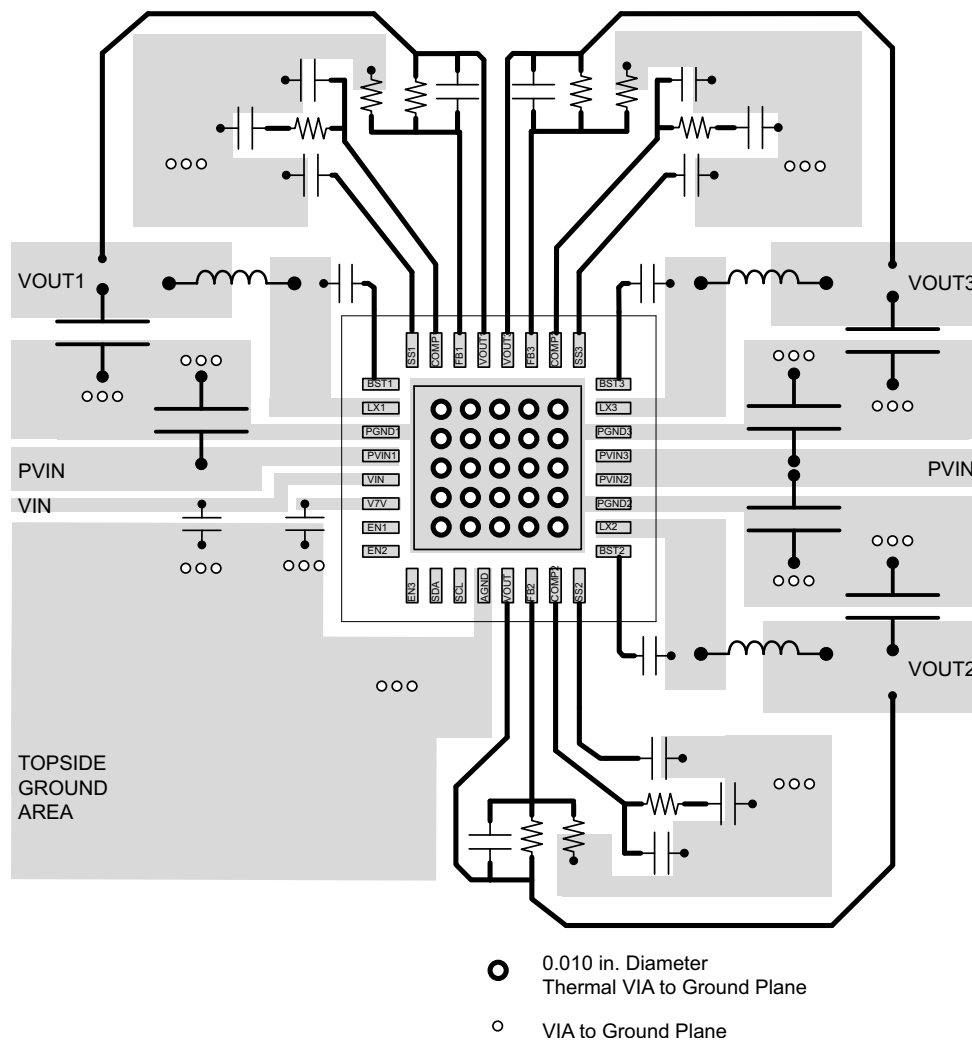 VOUT1
VOUT3
SS1
COMP1
FB1
VOUT1
VOUT3
FB3
COMP3
SS3
BST1
LX1
PGND1
PVIN1
VIN
V7V
EN1
EN2
BST3
LX3
PGND3
PVIN3
PVIN2
PGND2
LX2
BST2
PVIN
VIN
PVIN
EN3
SDA
SCL
AGND
VOUT
FB2
COMP2
SS2
VOUT2
TOPSIDE
GROUND
AREA
0.010 in. Diameter
Thermal VIA to Ground Plane
VIA to Ground Plane